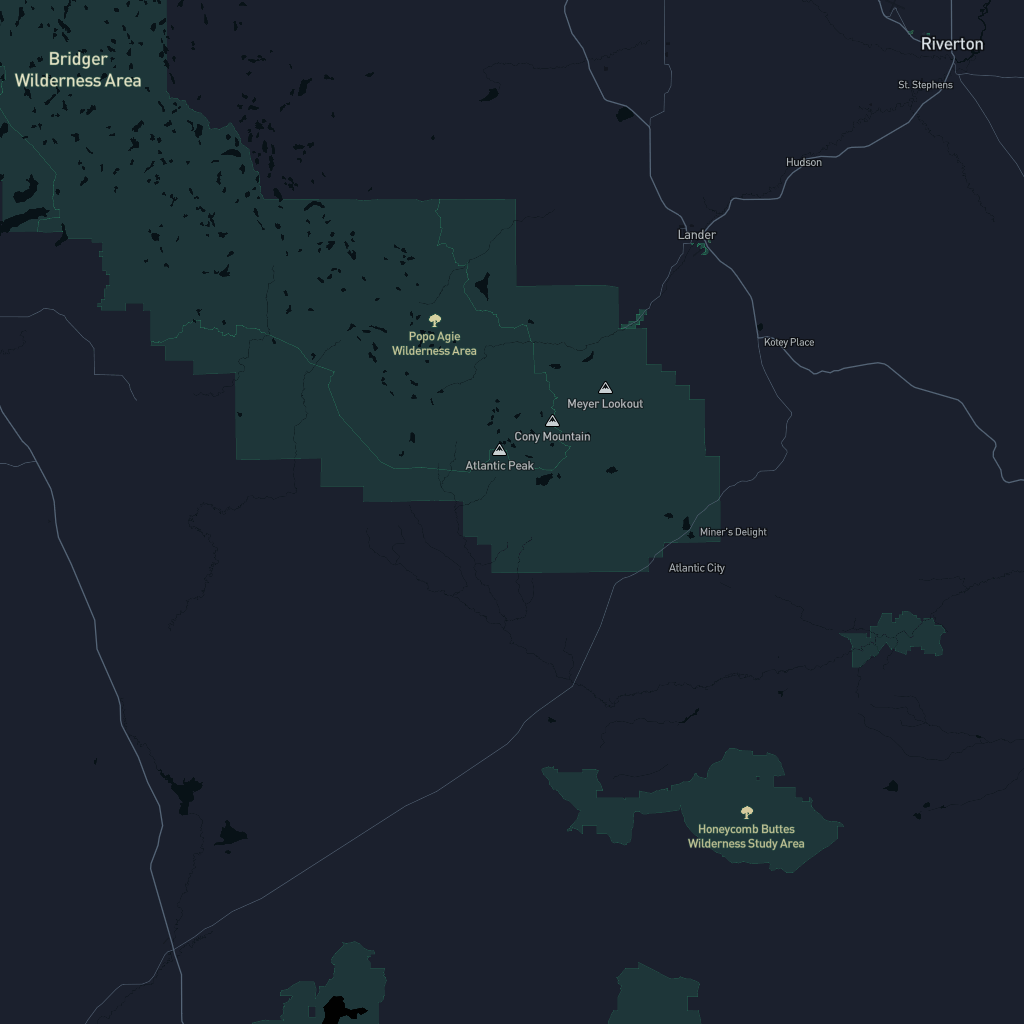 Riverton
Bridger
Wilderness Area
St. Stephens
Hudson
Lander
Popo Agie
Wilderness Area
Kotey Place
Meyer Lookout
Cony Mountain
Atlantic Peak
Miner's Delight
Atlantic City
Honeycomb Buttes
Wilderness Study Area